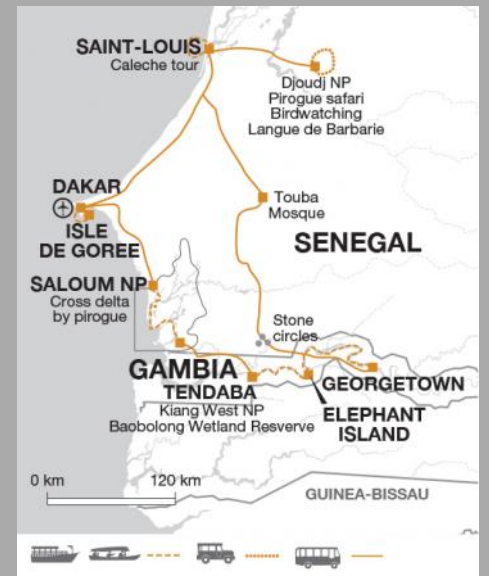 SAINT-LOUIS
Caleche tour
Djoudj NP
Pirogue safari
Birdwatching
Langue de Barbarie
DAKAR
ISLE
DE GOREE
Touba
Mosque
SENEGAL
SALOUM NP
Cross delta
by pirogue
Stone
circles
GAMBIA
TENDABA
Kiang West NP
Baobolong Wetland Resverve
GEORGETOWN
ELEPHANT
ISLAND
0 km
120 km
GUINEA-BISSAU